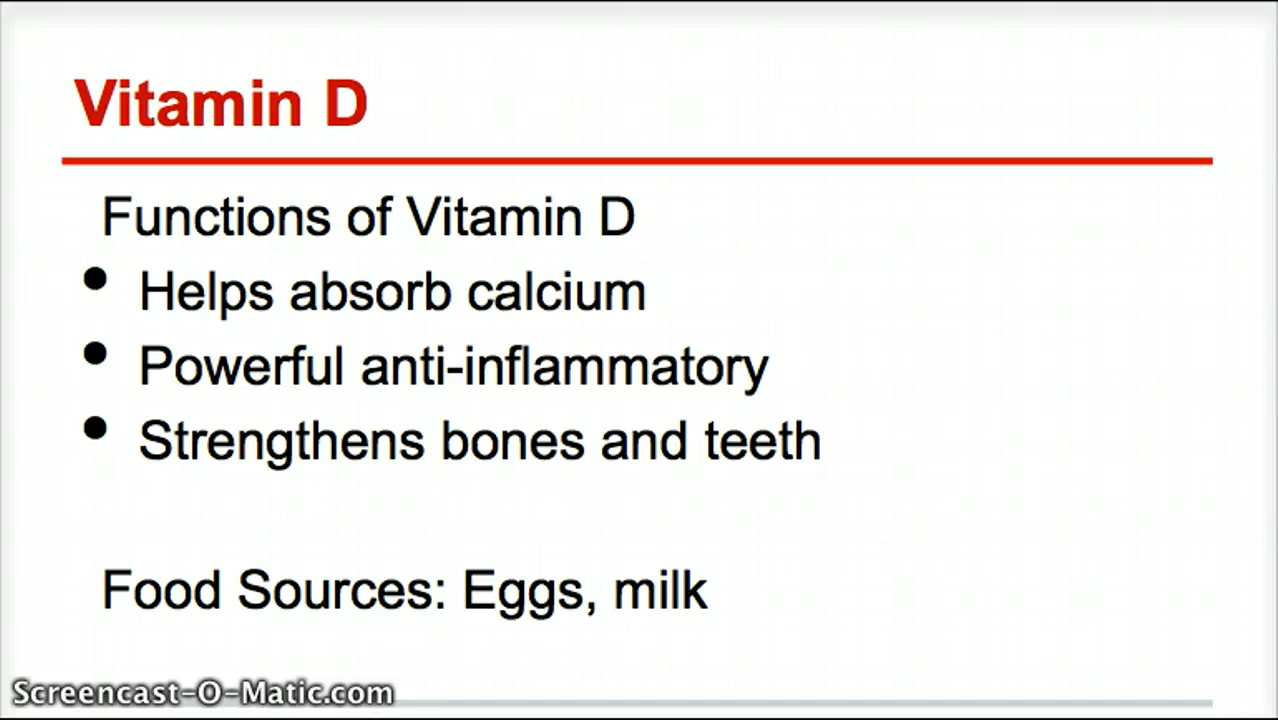 Vitamin D
Functions of Vitamin D
• Helps absorb calcium
• Powerful anti-inflammatory
• Strengthens bones and teeth
Food Sources: Eggs, milk
Screencast-O-Matic.com